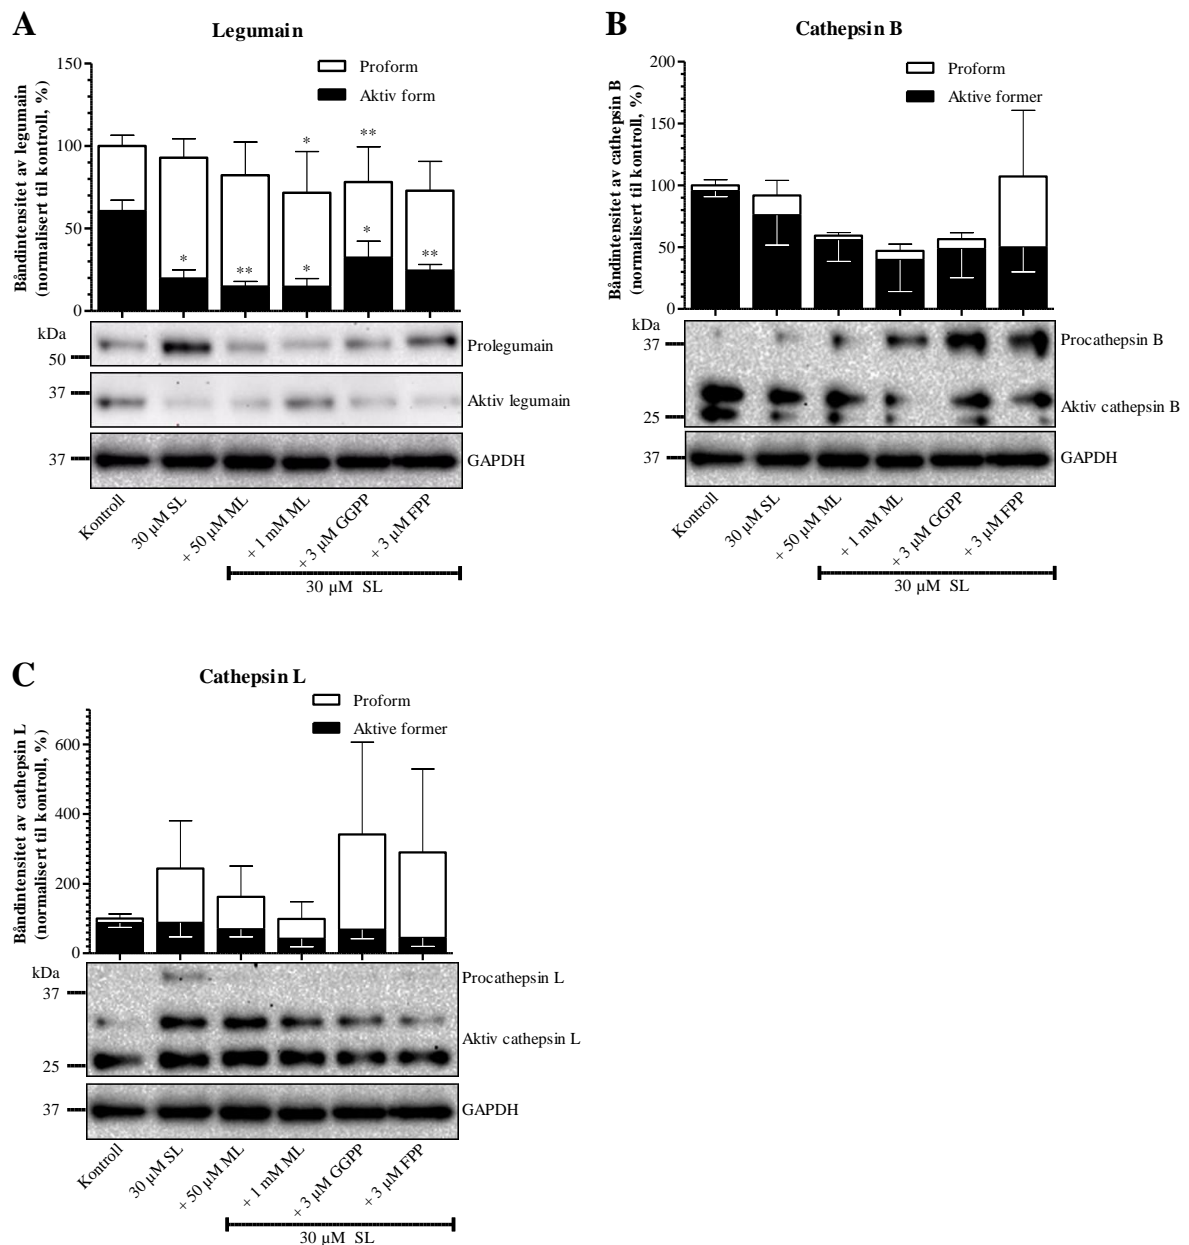 A
Legumain
Båndintensitet av legumain
(normalisert til kontroll, %)
150
100
50
0
Proform
Aktiv form
*
**
*
**
*
*
**
kDa
50
37
37
Prolegumain
Aktiv legumain
GAPDH
Kontroll
30 µM SL
+ 50 µM ML
+ 1 mM ML
+ 3 µM GGPP
+ 3 µM FPP
30 µM SL
B
Cathepsin B
Båndintensitet av cathepsin B
(normalisert til kontroll, %)
200
150
100
50
0
Proform
Aktive former
kDa
37
25
37
Procathepsin B
Aktiv cathepsin B
GAPDH
Kontroll
30 µM SL
+ 50 µM ML
+ 1 mM ML
+ 3 µM GGPP
+ 3 µM FPP
30 µM SL
C
Cathepsin L
Båndintensitet av cathepsin L
(normalisert til kontroll, %)
600
400
200
0
Proform
Aktive former
kDa
37
25
37
Procathepsin L
Aktiv cathepsin L
GAPDH
Kontroll
30 µM SL
+ 50 µM ML
+ 1 mM ML
+ 3 µM GGPP
+ 3 µM FPP
30 µM SL